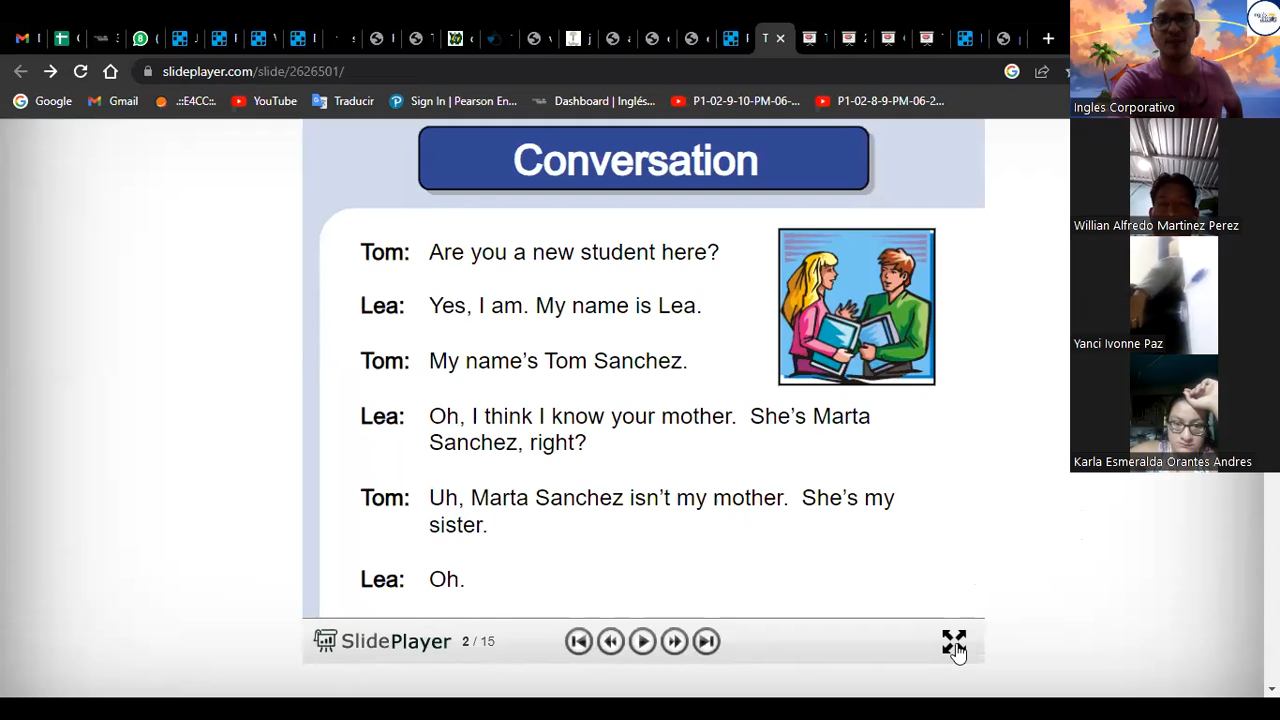 slideplayer.com/slide/2626501/
Google
Gmail
.::E4CC::.
YouTube
Traducir
Sign In | Pearson En...
Dashboard | Inglés...
P1-02-9-10-PM-06-...
P1-02-8-9-PM-06-2...
Conversation
Tom: Are you a new student here?
Lea: Yes, I am. My name is Lea.
Tom: My name's Tom Sanchez.
Lea: Oh, I think I know your mother. She's Marta
Sanchez, right?
Tom: Uh, Marta Sanchez isn't my mother. She's my
sister.
Lea: Oh.
SlidePlayer 2 / 15
Ingles Corporativo
Willian Alfredo Martinez Perez
Yanci Ivonne Paz
Karla Esmeralda Orantes Andres